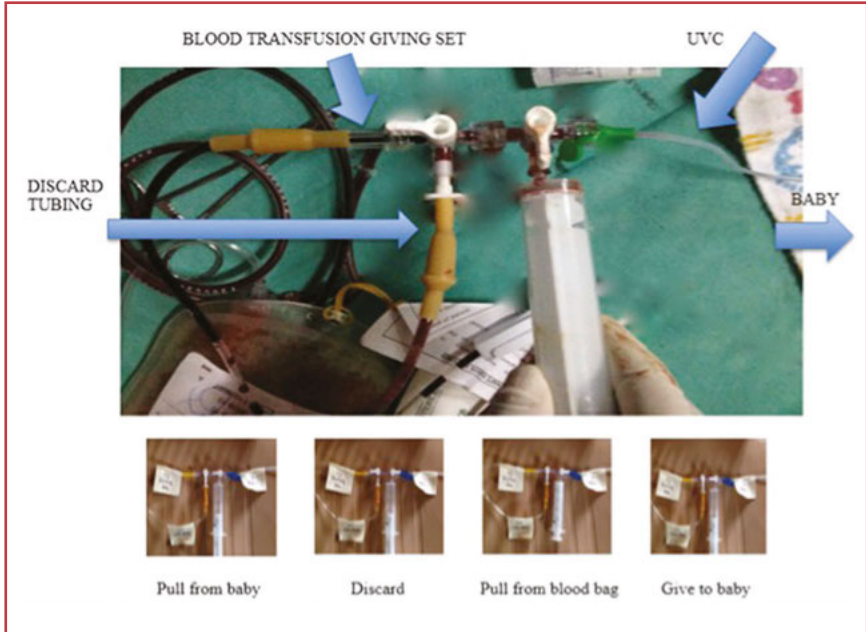 BLOOD TRANSFUSION GIVING SET
UVC
DISCARD
TUBING
BABY
Pull from baby
Discard
Pull from blood bag
Give to baby